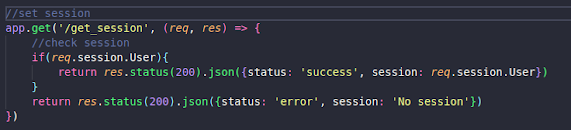 //set session
app.get('/get_session', (req, res) => {
    //check session
    if(req.session.User){
        return res.status(200).json({status: 'success', session: req.session.User})
    }
    return res.status(200).json({status: 'error', session: 'No session'})
})